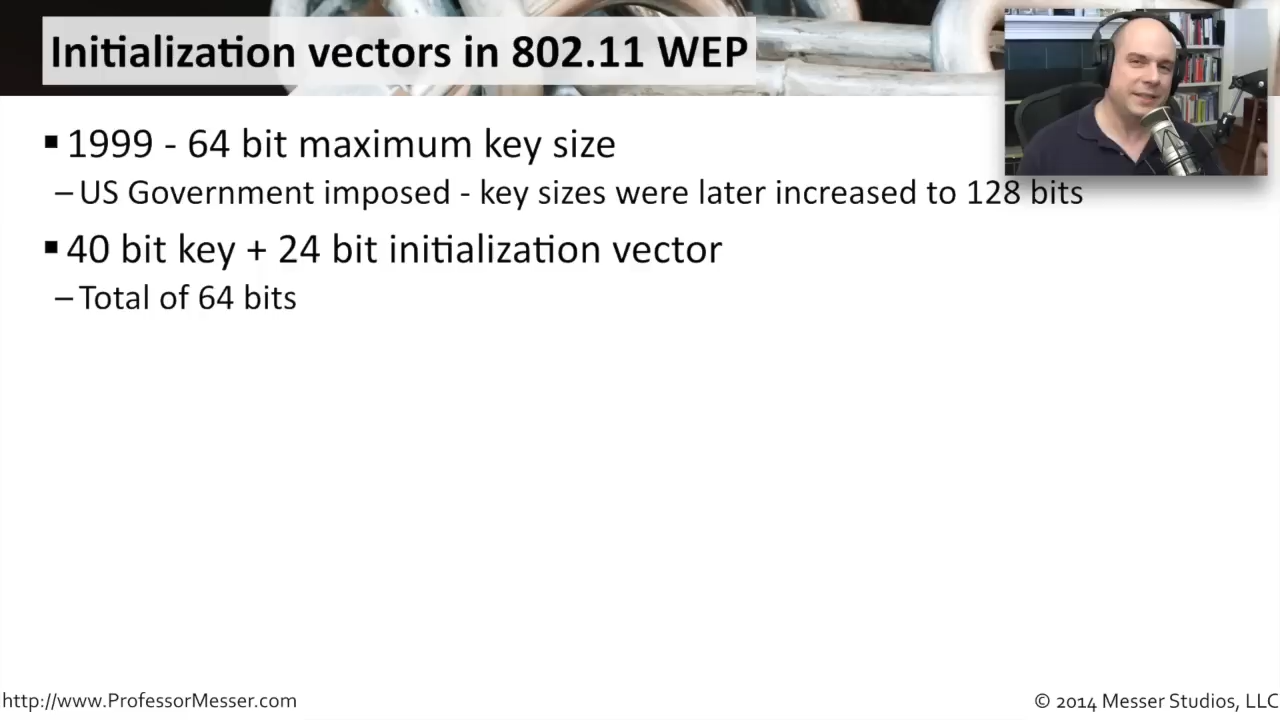 Initialization vectors in 802.11 WEP
▪ 1999 - 64 bit maximum key size
– US Government imposed - key sizes were later increased to 128 bits
▪ 40 bit key + 24 bit initialization vector
– Total of 64 bits
http://www.ProfessorMesser.com
© 2014 Messer Studios, LLC